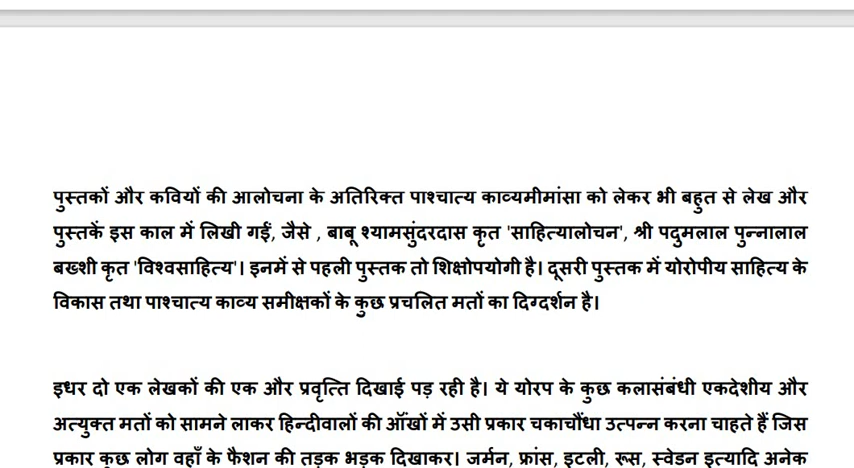 पुस्तकों और कवियों की आलोचना के अतिरिक्त पाश्चात्य काव्यमीमांसा को लेकर भी बहुत से लेख और
पुस्तकें इस काल में लिखी गईं, जैसे , बाबू श्यामसुंदरदास कृत 'साहित्यालोचन', श्री पदुमलाल पुन्नालाल
बख्शी कृत 'विश्वसाहित्य'। इनमें से पहली पुस्तक तो शिक्षोपयोगी है। दूसरी पुस्तक में योरोपीय साहित्य के
विकास तथा पाश्चात्य काव्य समीक्षकों के कुछ प्रचलित मतों का दिग्दर्शन है।
इधर दो एक लेखकों की एक और प्रवृत्ति दिखाई पड़ रही है। ये योरप के कुछ कलासंबंधी एकदेशीय और
अत्युक्त मतों को सामने लाकर हिन्दीवालों की ऑंखों में उसी प्रकार चकाचौंधा उत्पन्न करना चाहते हैं जिस
प्रकार कुछ लोग वहाँ के फैशन की तड़क भड़क दिखाकर। जर्मन, फ्रांस, इटली, रूस, स्वेडन इत्यादि अनेक